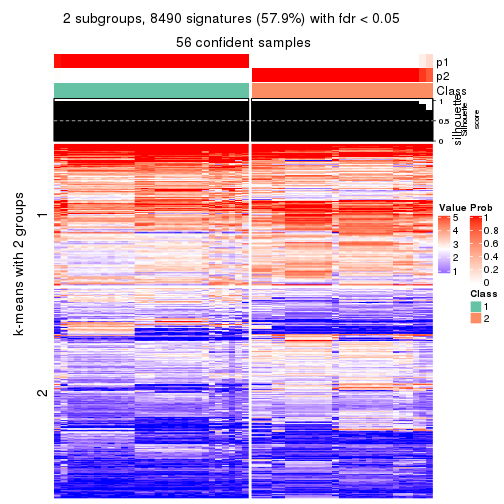 2 subgroups, 8490 signatures (57.9%) with fdr < 0.05
56 confident samples
p1
p2
Class
silhouette
1
0.5
0
Silhouette
score
k-means with 2 groups
1
2
Value
5
4
3
2
1
Prob
1
0.8
0.6
0.4
0.2
0
Class
1
2